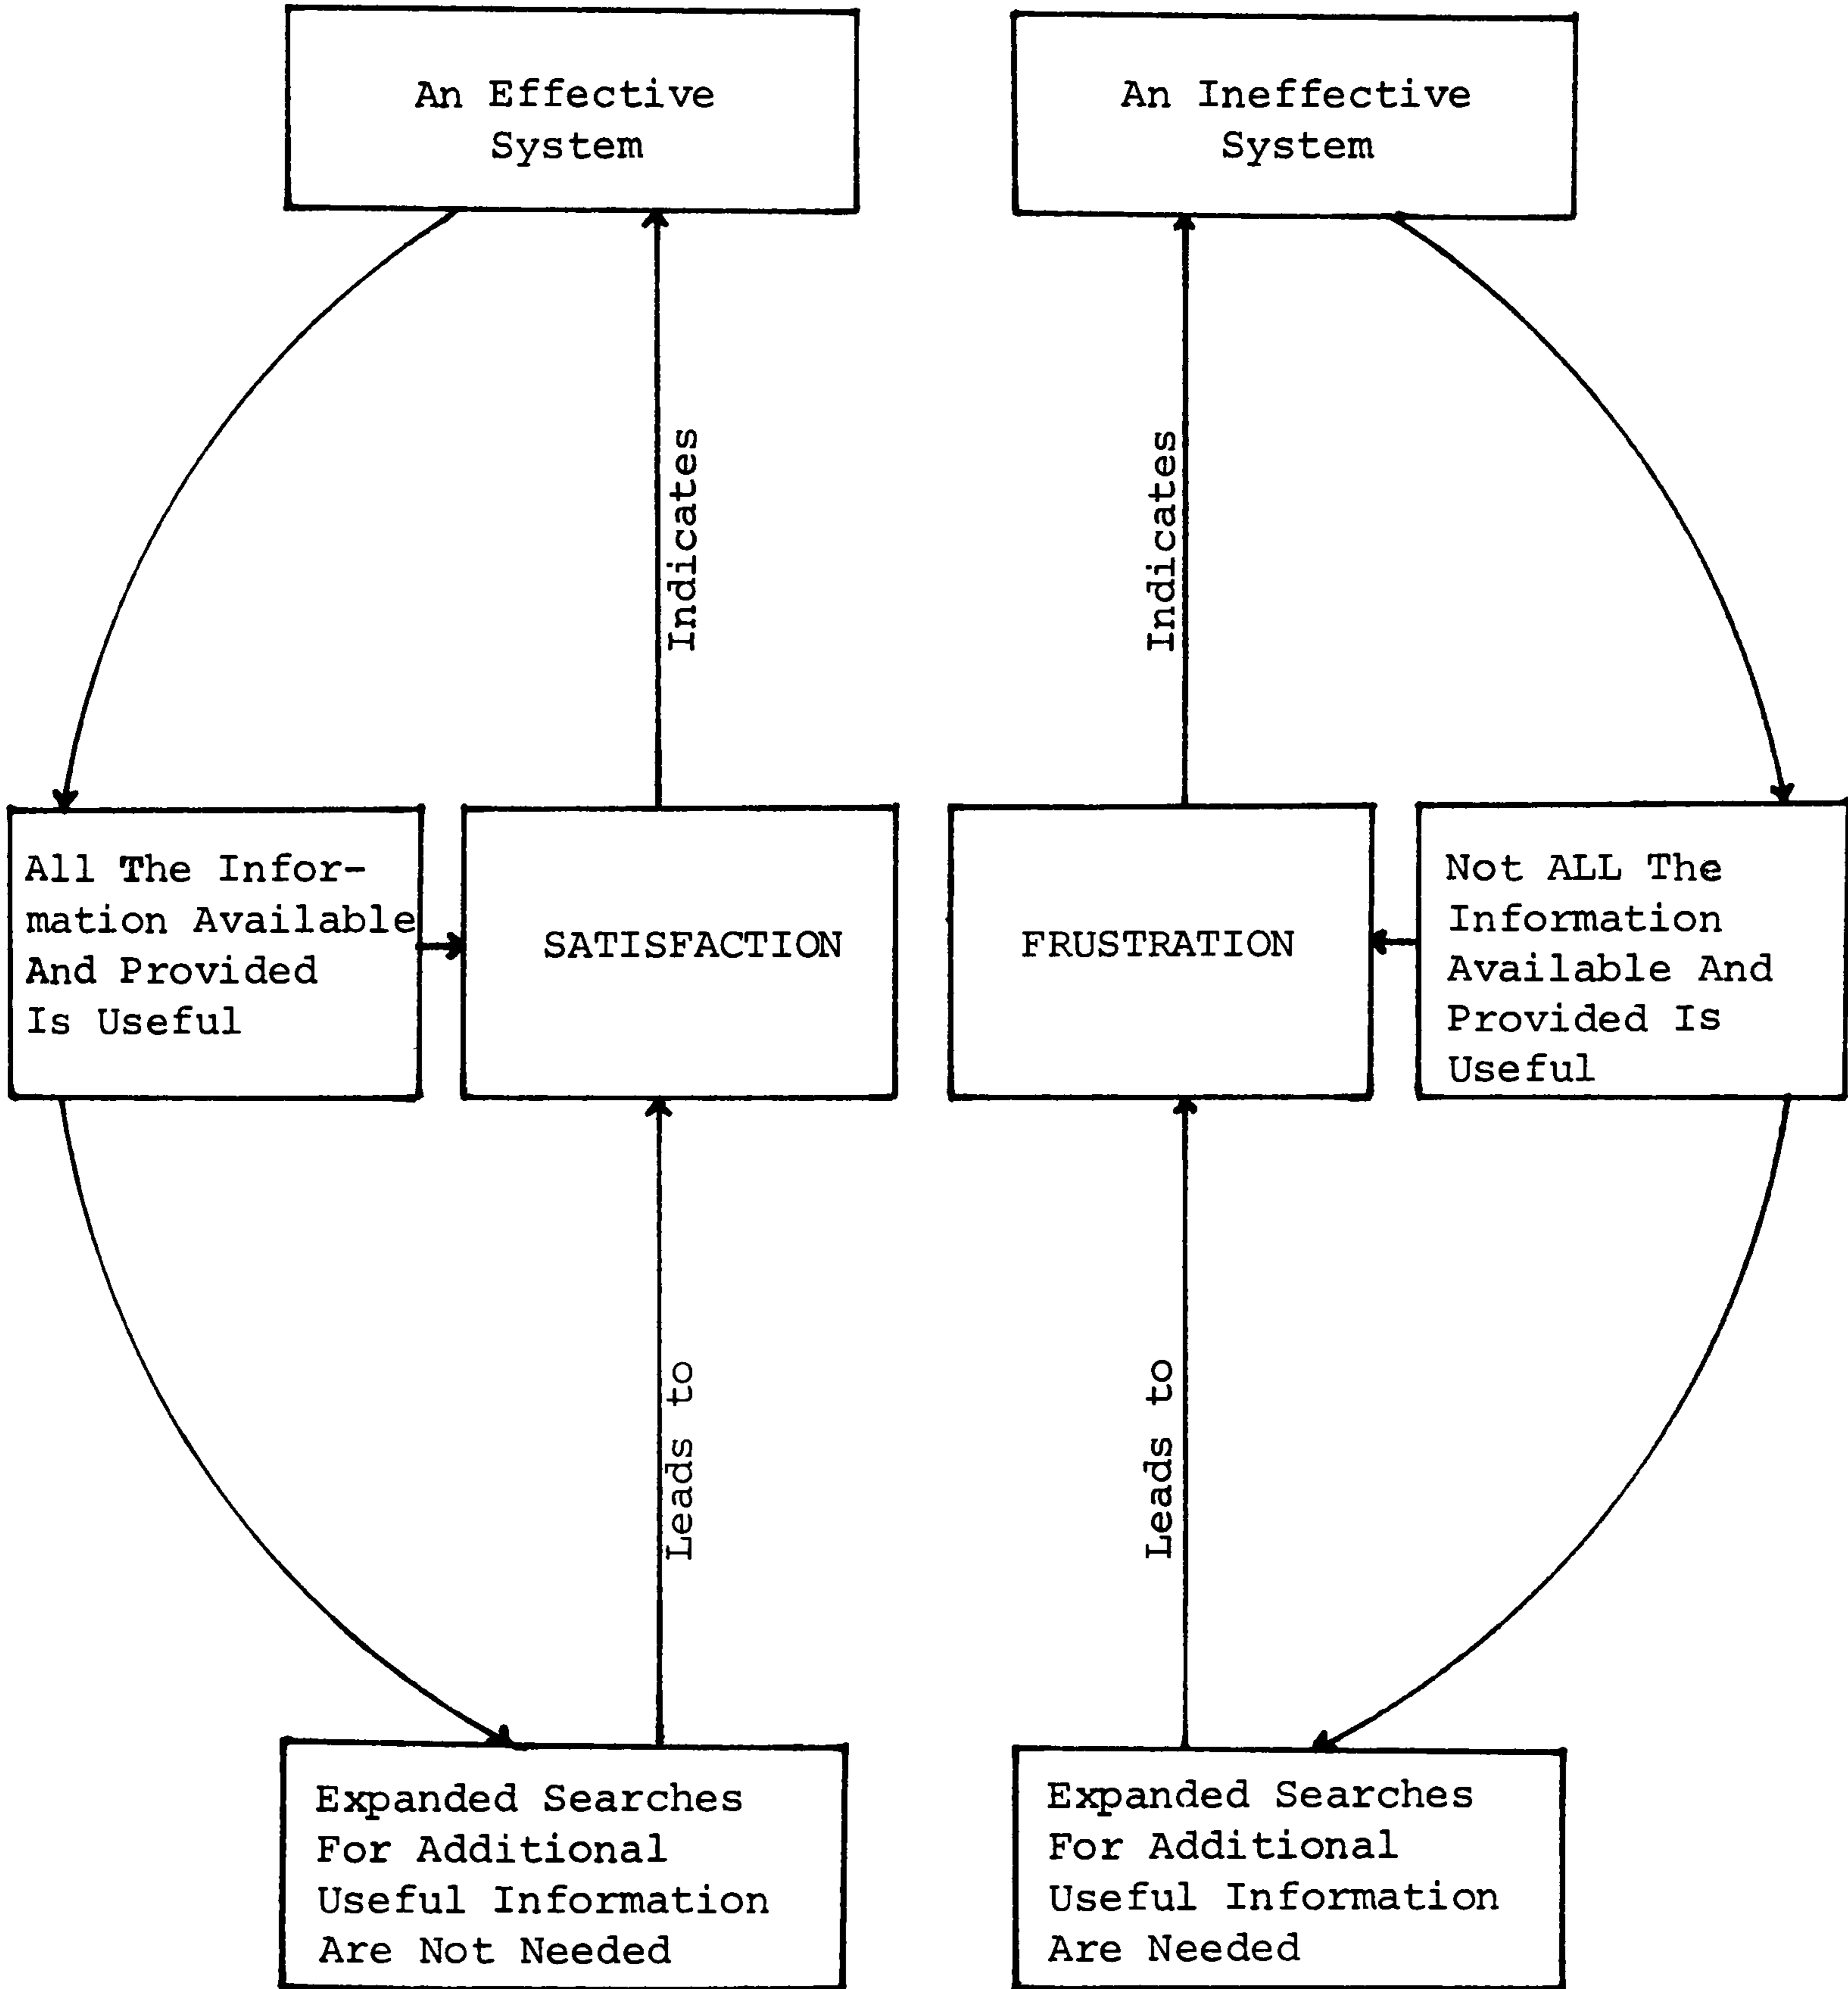 An Effective
System
An Ineffective
System
Indicates
Indicates
All The Infor-
mation Available
And Provided
Is Useful
SATISFACTION
FRUSTRATION
Not ALL The
Information
Available And
Provided Is
Useful
Leads to
Leads to
Expanded Searches
For Additional
Useful Information
Are Not Needed
Expanded Searches
For Additional
Useful Information
Are Needed